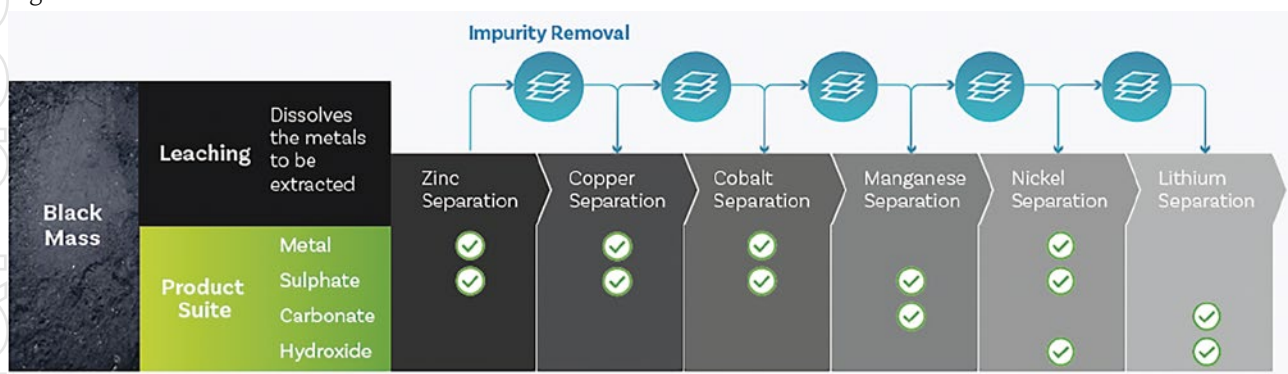 Impurity Removal
Black
Mass
Leaching
Dissolves
the metals
to be
extracted
Zinc
Separation
Copper
Separation
Cobalt
Separation
Manganese
Separation
Nickel
Separation
Lithium
Separation
Product
Suite
Metal
Sulphate
Carbonate
Hydroxide